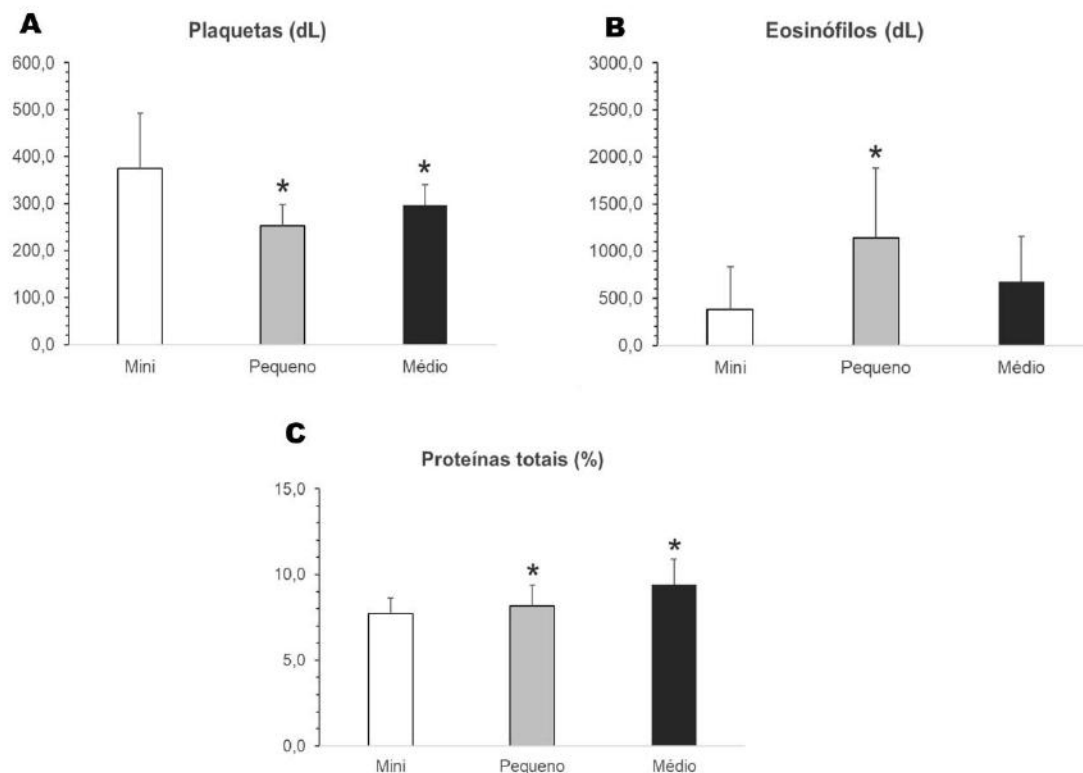 A
Plaquetas (dL)
600,0
500,0
400,0
300,0
200,0
100,0
0,0
*
*
Mini Pequeno Médio
B
Eosinófilos (dL)
3000,0
2500,0
2000,0
1500,0
1000,0
500,0
0,0
*
Mini Pequeno Médio
C
Proteínas totais (%)
15,0
10,0
5,0
0,0
*
*
Mini Pequeno Médio